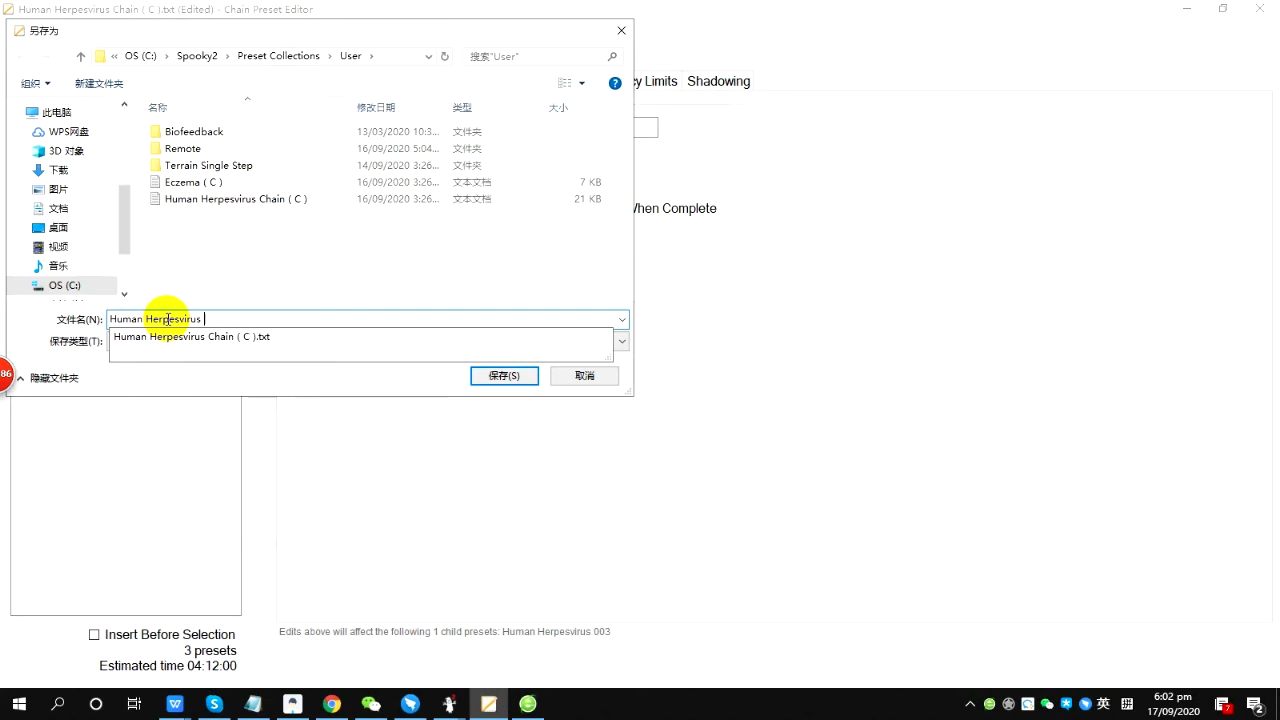 Human Herpesvirus Chain ( C ).txt (Edited) - Chain Preset Editor
另存为
« OS (C:) › Spooky2 › Preset Collections › User ›
搜索"User"
组织 新建文件夹
cy Limits Shadowing
名称 修改日期 类型 大小
此电脑
WPS网盘
3D 对象
下载
图片
文档
桌面
视频
音乐
OS (C:)
Biofeedback 13/03/2020 10:3... 文件夹
Remote 16/09/2020 5:04... 文件夹
Terrain Single Step 14/09/2020 3:26... 文件夹
Eczema ( C ) 16/09/2020 3:26... 文本文档 7 KB
Human Herpesvirus Chain ( C ) 16/09/2020 3:26... 文本文档 21 KB
When Complete
文件名(N): Human Herpesvirus
Human Herpesvirus Chain ( C ).txt
保存类型(T):
86
隐藏文件夹
保存(S) 取消
Insert Before Selection
3 presets
Estimated time 04:12:00
Edits above will affect the following 1 child presets: Human Herpesvirus 003
英
拼
6:02 pm
17/09/2020
7
2